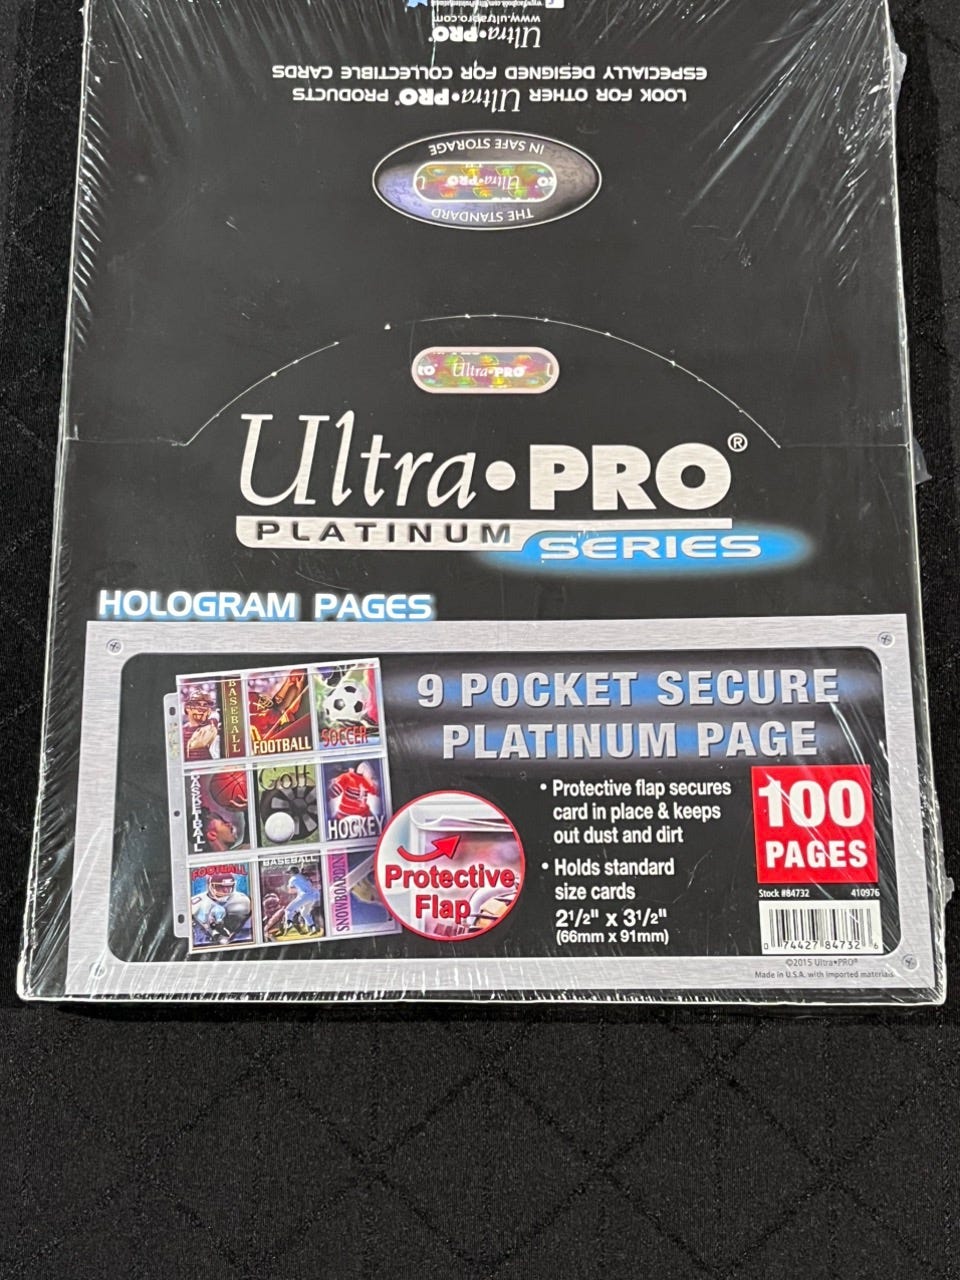 www.ultrapro.com
Ultra•PRO®
ESPECIALLY DESIGNED FOR COLLECTIBLE CARDS
LOOK FOR OTHER Ultra•PRO® PRODUCTS
IN SAFE STORAGE
Ultra•PRO
THE STANDARD
Ultra•PRO
Ultra•PRO®
PLATINUM SERIES
HOLOGRAM PAGES
9 POCKET SECURE
PLATINUM PAGE
BASEBALL
FOOTBALL
SOCCER
BASKETBALL
Golf
HOCKEY
FOOTBALL
BASEBALL
SNOWBOARDING
Protective
Flap
• Protective flap secures
card in place & keeps
out dust and dirt
• Holds standard
size cards
2 1/2" x 3 1/2"
(66mm x 91mm)
100
PAGES
Stock #84732 410976
0 74427 84732 6
©2015 Ultra•PRO®
Made in U.S.A. with imported materials